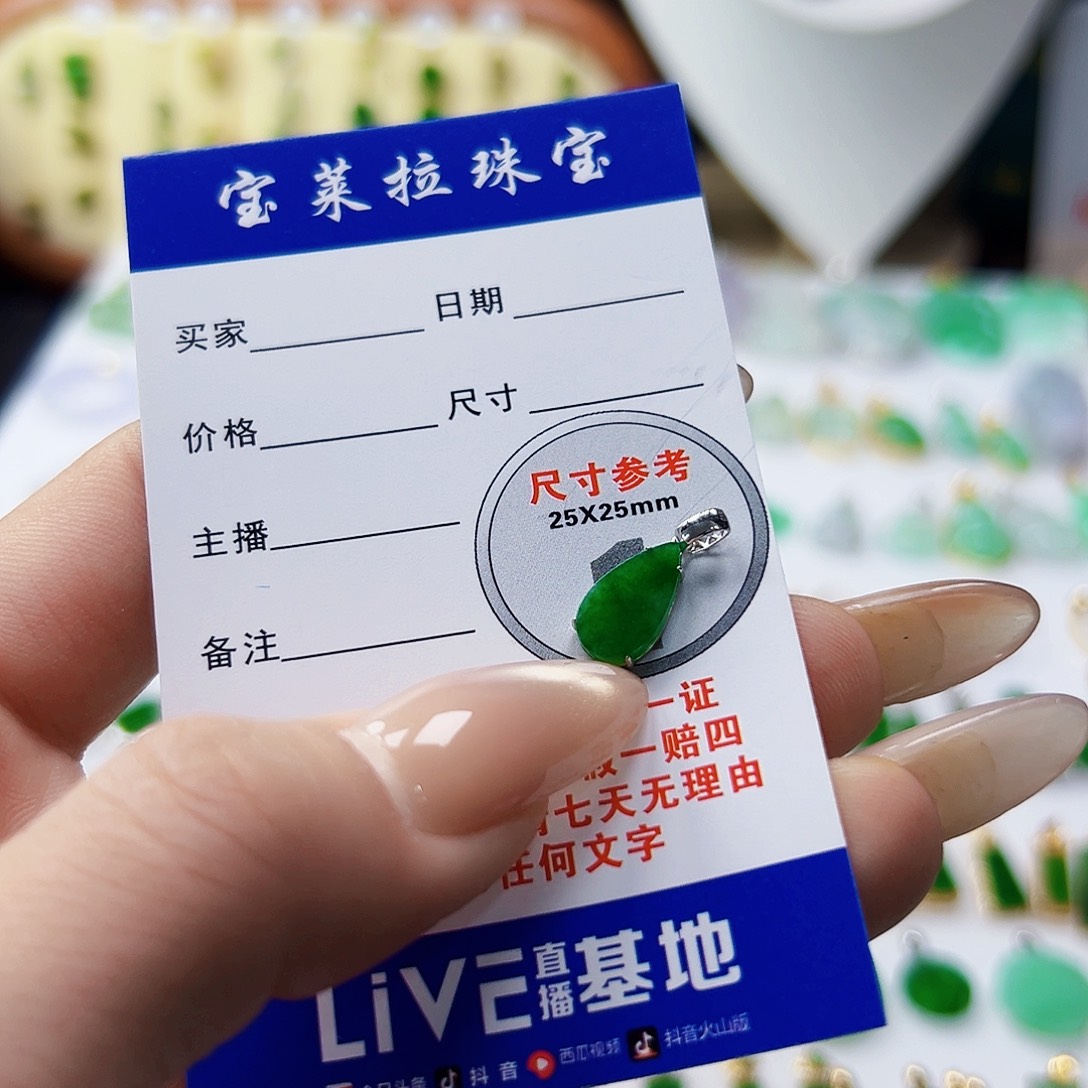 宝莱拉珠宝
买家 日期
价格 尺寸
主播
备注
尺寸参考
25X25mm
一证
一赔四
七天无理由
任何文字
LiVE直播基地
抖音 西瓜视频 抖音火山版